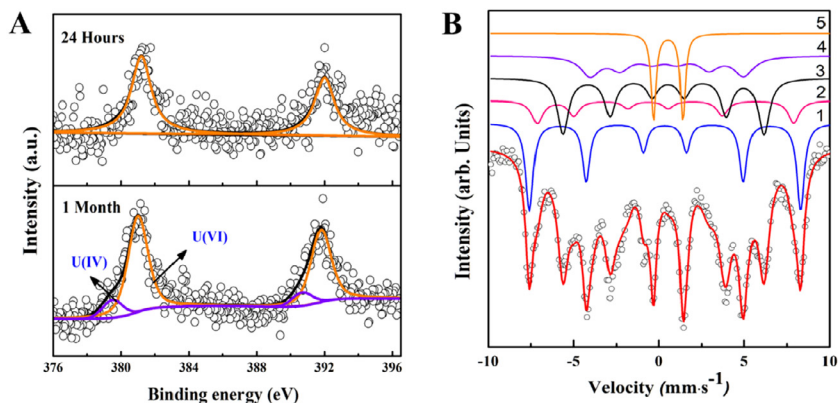 A
24 Hours
1 Month
U(IV)
U(VI)
Intensity (a.u.)
376 380 384 388 392 396
Binding energy (eV)
B
5
4
3
2
1
Intensity (arb. Units)
-10 -5 0 5 10
Velocity (mm·s⁻¹)